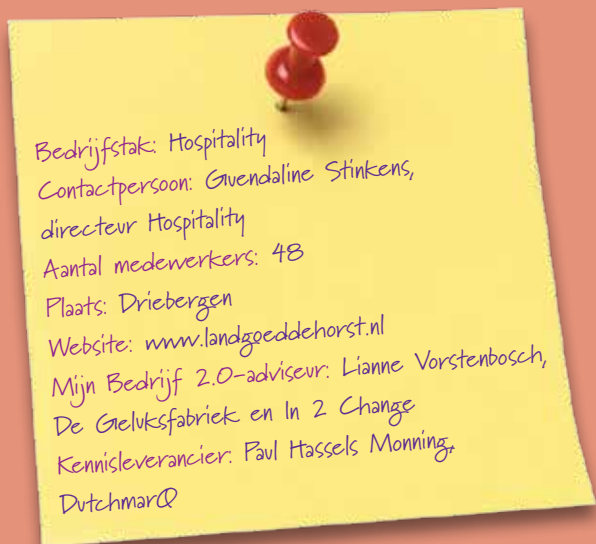 Bedrijfstak: Hospitality
Contactpersoon: Gwendaline Stinkens,
directeur Hospitality
Aantal medewerkers: 48
Plaats: Driebergen
Website: www.landgoeddehorst.nl
Mijn Bedrijf 2.0-adviseur: Lianne Vorstenbosch,
De Geluksfabriek en In 2 Change
Kennisleverancier: Paul Hassels Monning,
DutchmarQ